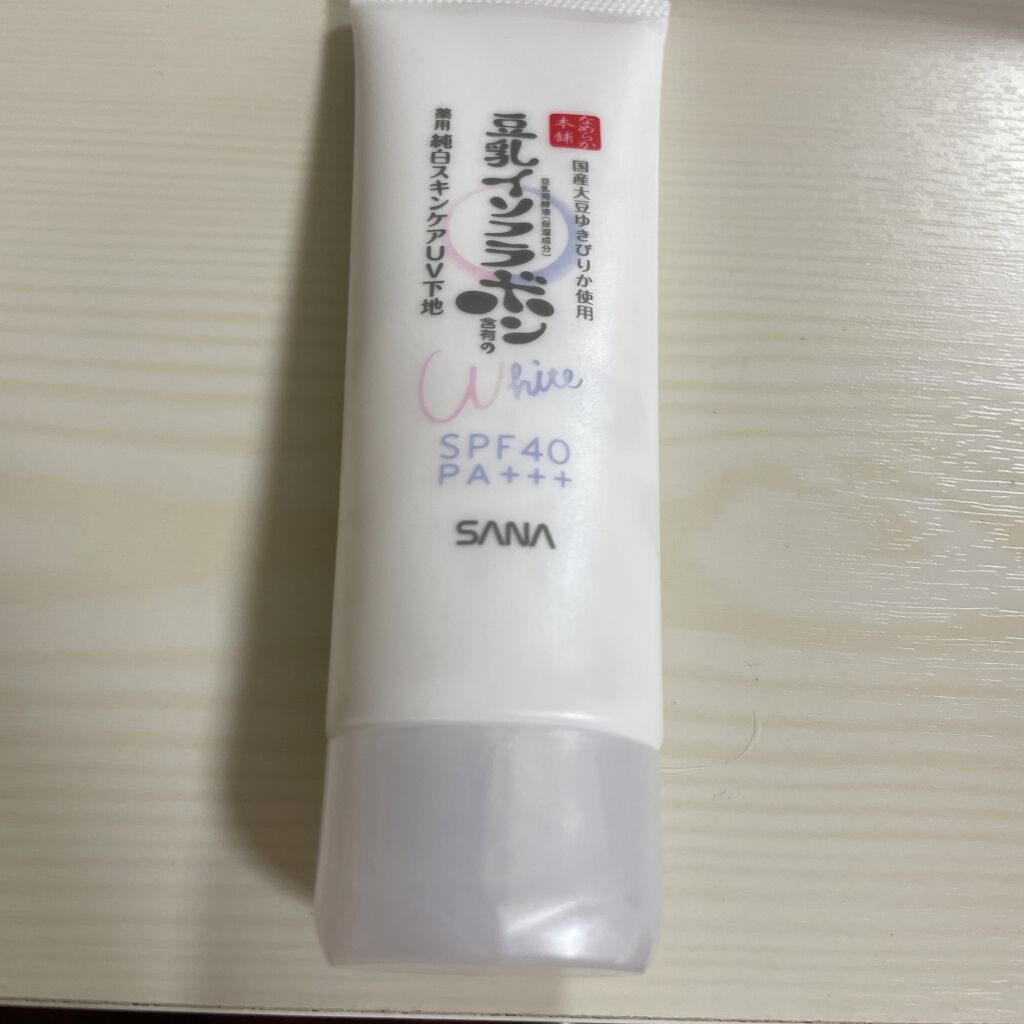 なめらか
本舗
国産大豆ゆきぴりか使用
豆乳発酵液(保湿成分)
豆乳イソフラボン
含有の
薬用 純白スキンケアUV下地
White
SPF40
PA+++
SANA